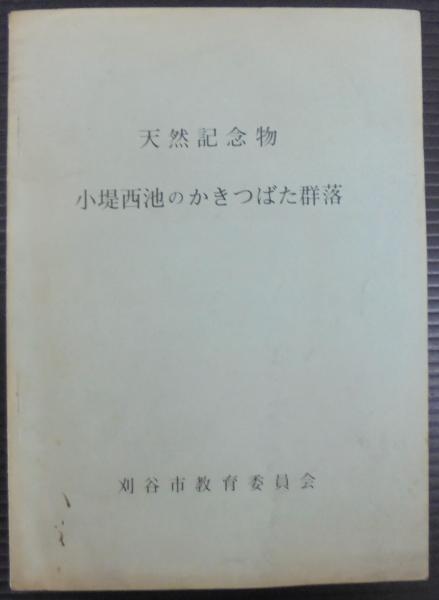 天然記念物
小堤西池のかきつばた群落
刈谷市教育委員会